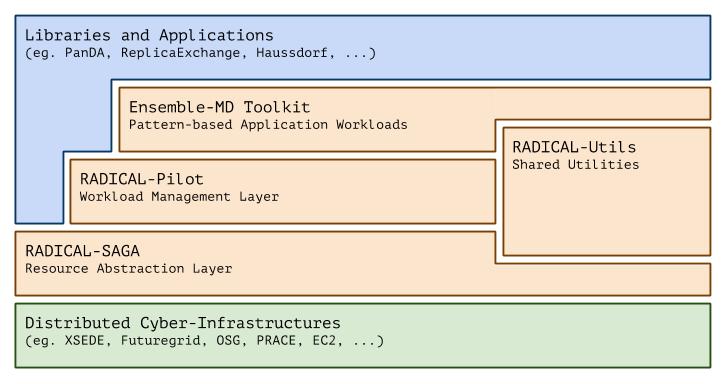 Libraries and Applications
(eg. PanDA, ReplicaExchange, Haussdorf, ...)
Ensemble-MD Toolkit
Pattern-based Application Workloads
RADICAL-Utils
Shared Utilities
RADICAL-Pilot
Workload Management Layer
RADICAL-SAGA
Resource Abstraction Layer
Distributed Cyber-Infrastructures
(eg. XSEDE, Futuregrid, OSG, PRACE, EC2, ...)